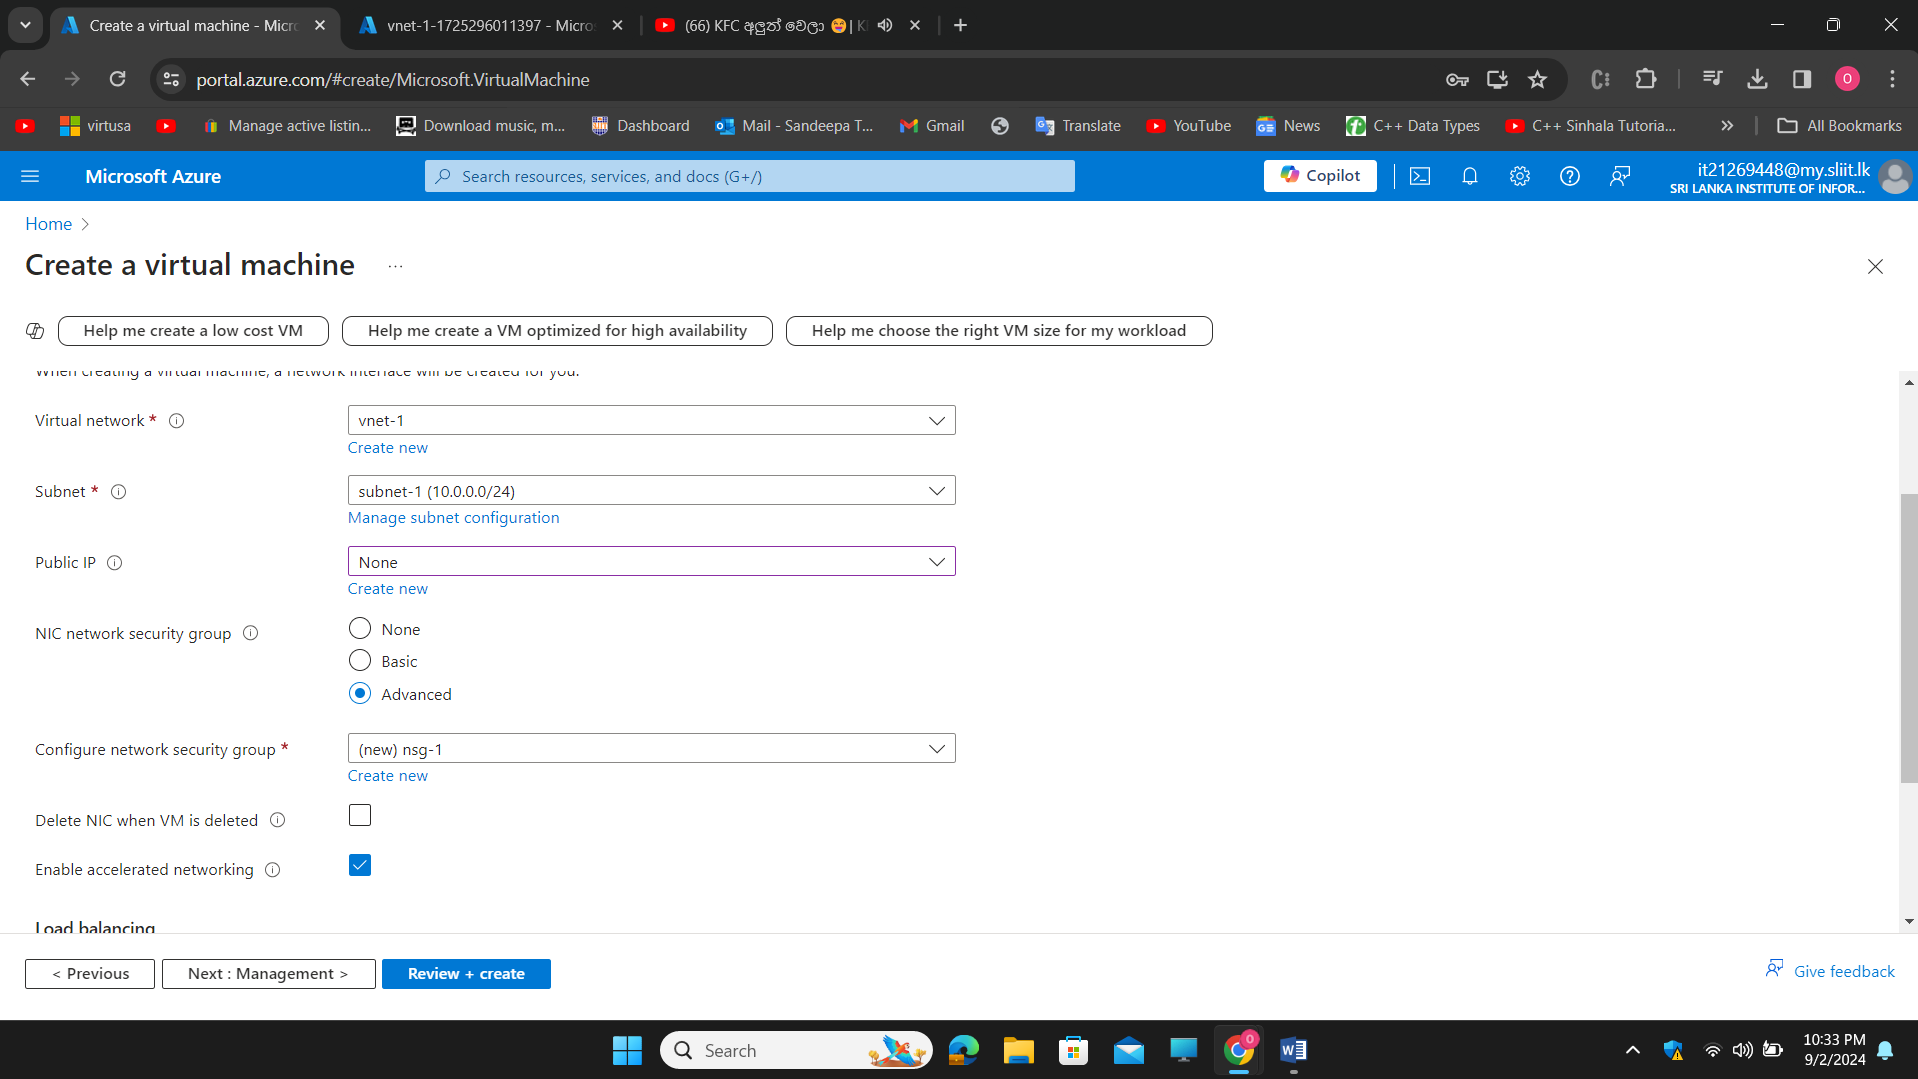 Create a virtual machine - Micro
vnet-1-1725296011397 - Micros
(66) KFC අලුත් වෙලා 😄| K
portal.azure.com/#create/Microsoft.VirtualMachine
O
virtusa
Manage active listin...
Download music, m...
Dashboard
Mail - Sandeepa T...
Gmail
Translate
YouTube
News
C++ Data Types
C++ Sinhala Tutoria...
All Bookmarks
Microsoft Azure
Search resources, services, and docs (G+/)
Copilot
it21269448@my.sliit.lk
SRI LANKA INSTITUTE OF INFOR...
Home
Create a virtual machine
...
Help me create a low cost VM
Help me create a VM optimized for high availability
Help me choose the right VM size for my workload
When creating a virtual machine, a network interface will be created for you.
Virtual network *
vnet-1
Create new
Subnet *
subnet-1 (10.0.0.0/24)
Manage subnet configuration
Public IP
None
Create new
NIC network security group
None
Basic
Advanced
Configure network security group *
(new) nsg-1
Create new
Delete NIC when VM is deleted
Enable accelerated networking
Load balancing
< Previous
Next : Management >
Review + create
Give feedback
Search
10:33 PM
9/2/2024